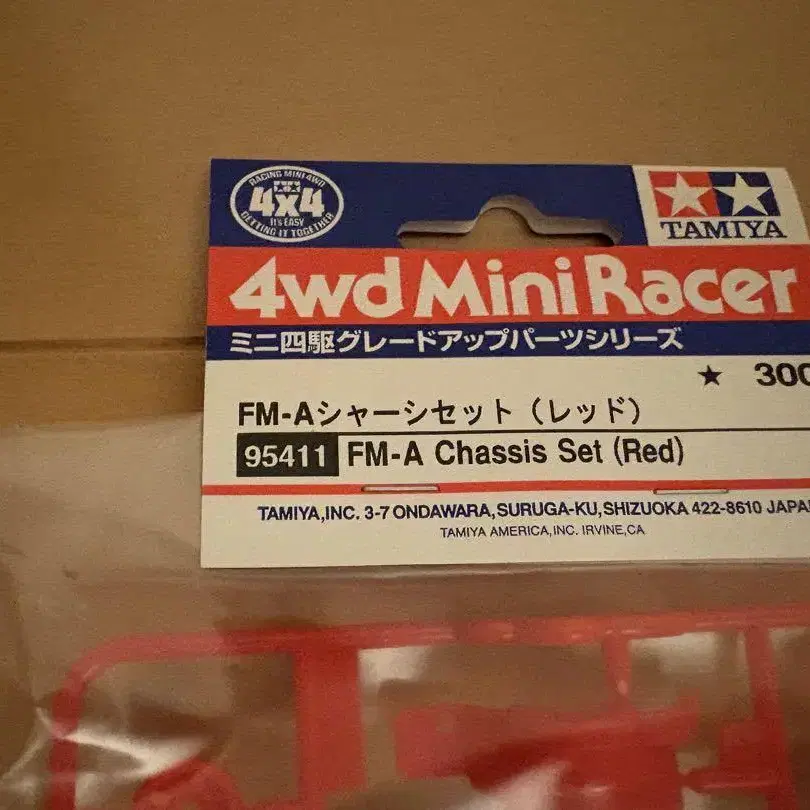 RACING MINI 4WD
4x4
IT'S EASY
GETTING IT TOGETHER
TAMIYA
4wd Mini Racer
ミニ四駆グレードアップパーツシリーズ
★ 300
FM-Aシャーシセット（レッド）
95411 FM-A Chassis Set (Red)
TAMIYA,INC. 3-7 ONDAWARA,SURUGA-KU,SHIZUOKA 422-8610 JAPAN
TAMIYA AMERICA,INC. IRVINE,CA